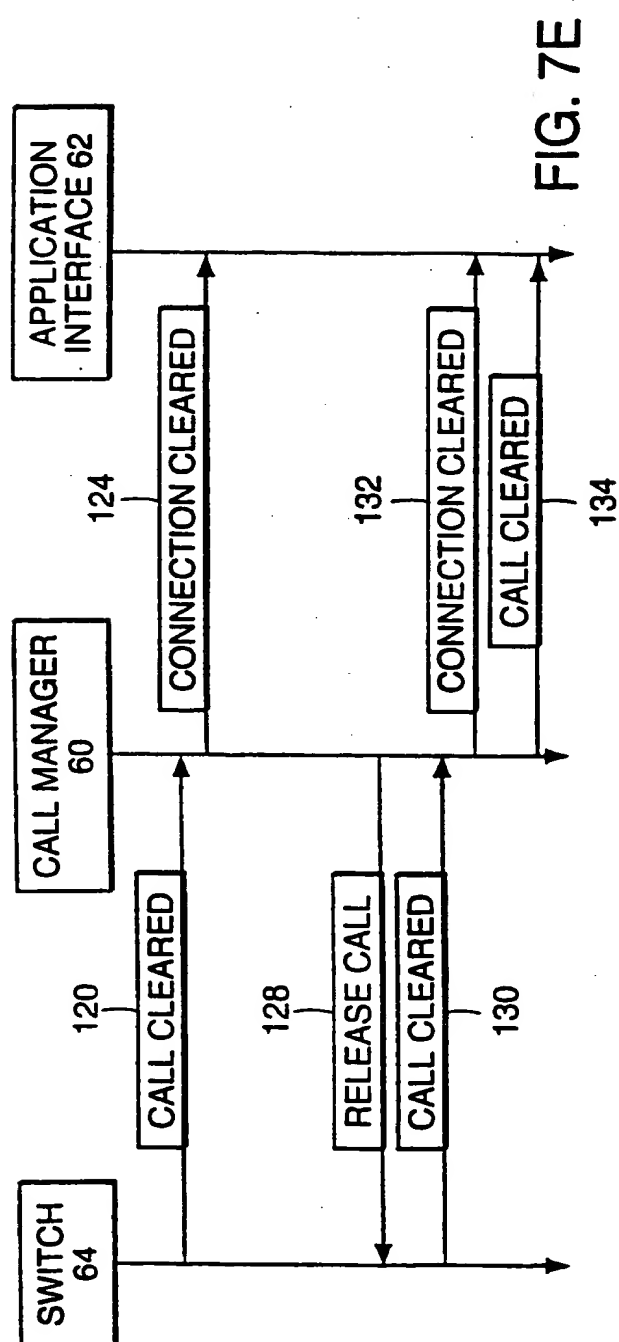 SWITCH
64
CALL MANAGER
60
APPLICATION
INTERFACE 62
120
CALL CLEARED
124
CONNECTION CLEARED
128
RELEASE CALL
CALL CLEARED
130
132
CONNECTION CLEARED
CALL CLEARED
134
FIG. 7E